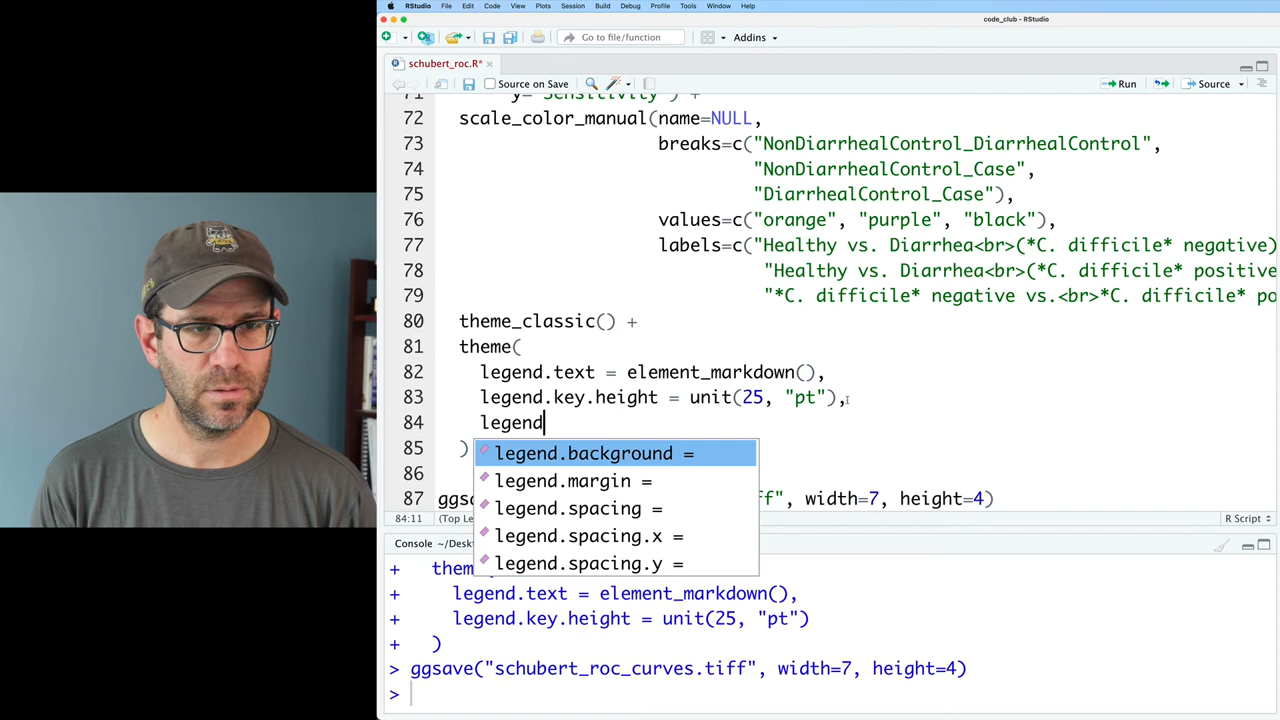 RStudio File Edit Code View Plots Session Build Debug Profile Tools Window Help
code_club - RStudio
Go to file/function Addins
schubert_roc.R*
Source on Save Run Source
71 y="Sensitivity") +
72 scale_color_manual(name=NULL,
73 breaks=c("NonDiarrhealControl_DiarrhealControl",
74 "NonDiarrhealControl_Case",
75 "DiarrhealControl_Case"),
76 values=c("orange", "purple", "black"),
77 labels=c("Healthy vs. Diarrhea<br>(*C. difficile* negative)
78 "Healthy vs. Diarrhea<br>(*C. difficile* positive
79 "*C. difficile* negative vs.<br>*C. difficile* po
80 theme_classic() +
81 theme(
82 legend.text = element_markdown(),
83 legend.key.height = unit(25, "pt"),
84 legend
85 )
legend.background =
86
legend.margin =
87 ggs ff", width=7, height=4)
legend.spacing =
84:11 (Top Le R Script
legend.spacing.x =
Console ~/Desk
legend.spacing.y =
+ them
+ legend.text = element_markdown(),
+ legend.key.height = unit(25, "pt")
+ )
> ggsave("schubert_roc_curves.tiff", width=7, height=4)
>